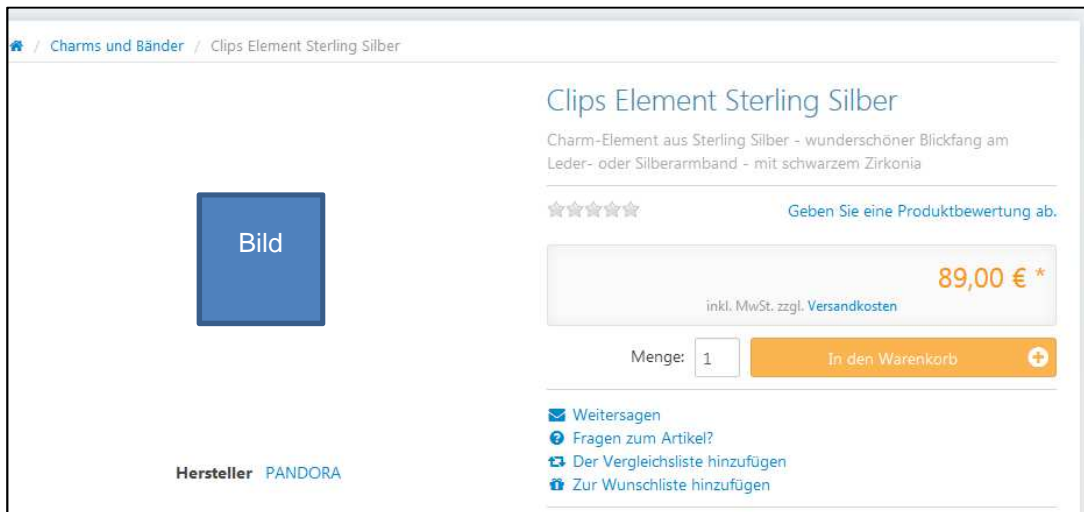 / Charms und Bänder / Clips Element Sterling Silber
Clips Element Sterling Silber
Charm-Element aus Sterling Silber - wunderschöner Blickfang am
Leder- oder Silberarmband - mit schwarzem Zirkonia
Geben Sie eine Produktbewertung ab.
Bild
89,00 € *
inkl. MwSt. zzgl. Versandkosten
Menge: 1 In den Warenkorb
Weitersagen
Fragen zum Artikel?
Der Vergleichsliste hinzufügen
Zur Wunschliste hinzufügen
Hersteller PANDORA